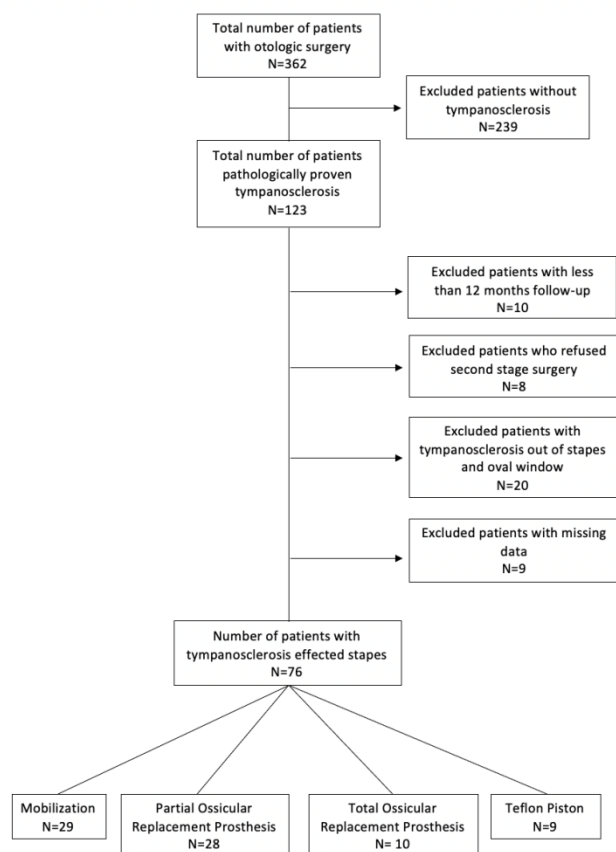 Total number of patients
with otologic surgery
N=362
Excluded patients without
tympanosclerosis
N=239
Total number of patients
pathologically proven
tympanosclerosis
N=123
Excluded patients with less
than 12 months follow-up
N=10
Excluded patients who refused
second stage surgery
N=8
Excluded patients with
tympanosclerosis out of stapes
and oval window
N=20
Excluded patients with missing
data
N=9
Number of patients with
tympanosclerosis effected stapes
N=76
Mobilization
N=29
Partial Ossicular
Replacement Prosthesis
N=28
Total Ossicular
Replacement Prosthesis
N= 10
Teflon Piston
N=9